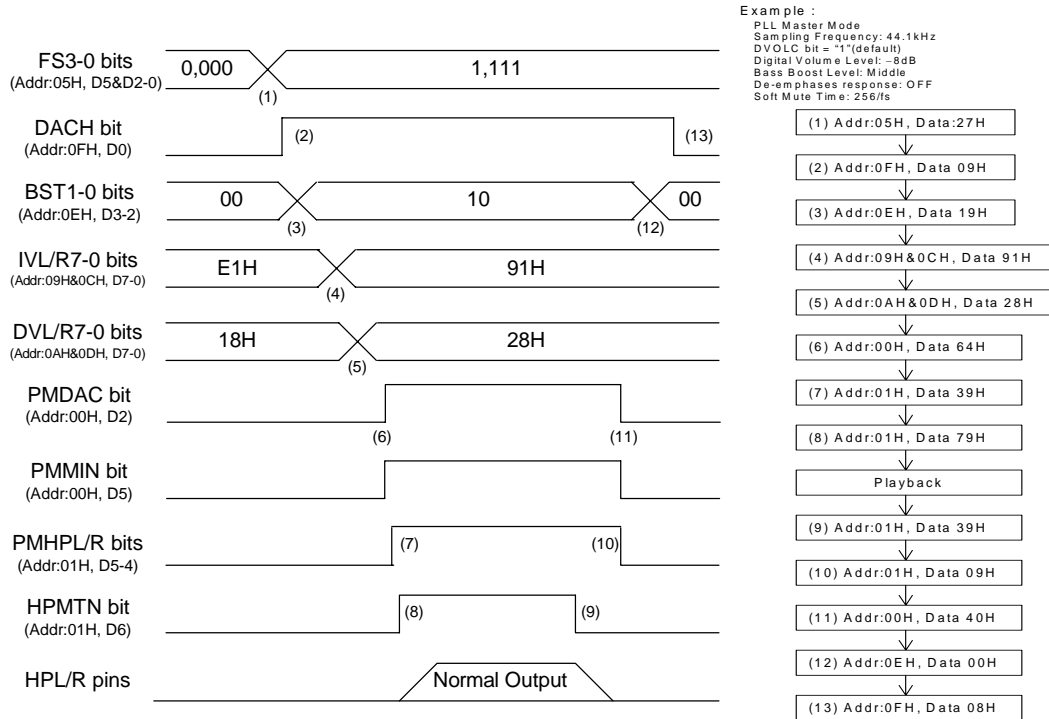 FS3-0 bits
(Addr:05H, D5&D2-0)
0,000
1,111
(1)
DACH bit
(Addr:0FH, D0)
(2)
(13)
BST1-0 bits
(Addr:0EH, D3-2)
00
10
00
(3)
(12)
IVL/R7-0 bits
(Addr:09H&0CH, D7-0)
E1H
91H
(4)
DVL/R7-0 bits
(Addr:0AH&0DH, D7-0)
18H
28H
(5)
PMDAC bit
(Addr:00H, D2)
(6)
(11)
PMMIN bit
(Addr:00H, D5)
PMHPL/R bits
(Addr:01H, D5-4)
(7)
(10)
HPMTN bit
(Addr:01H, D6)
(8)
(9)
HPL/R pins
Normal Output
Example :
PLL Master Mode
Sampling Frequency: 44.1kHz
DVOLC bit = “1”(default)
Digital Volume Level: –8dB
Bass Boost Level: Middle
De-emphases response: OFF
Soft Mute Time: 256/fs
(1) Addr:05H, Data:27H
(2) Addr:0FH, Data 09H
(3) Addr:0EH, Data 19H
(4) Addr:09H&0CH, Data 91H
(5) Addr:0AH&0DH, Data 28H
(6) Addr:00H, Data 64H
(7) Addr:01H, Data 39H
(8) Addr:01H, Data 79H
Playback
(9) Addr:01H, Data 39H
(10) Addr:01H, Data 09H
(11) Addr:00H, Data 40H
(12) Addr:0EH, Data 00H
(13) Addr:0FH, Data 08H